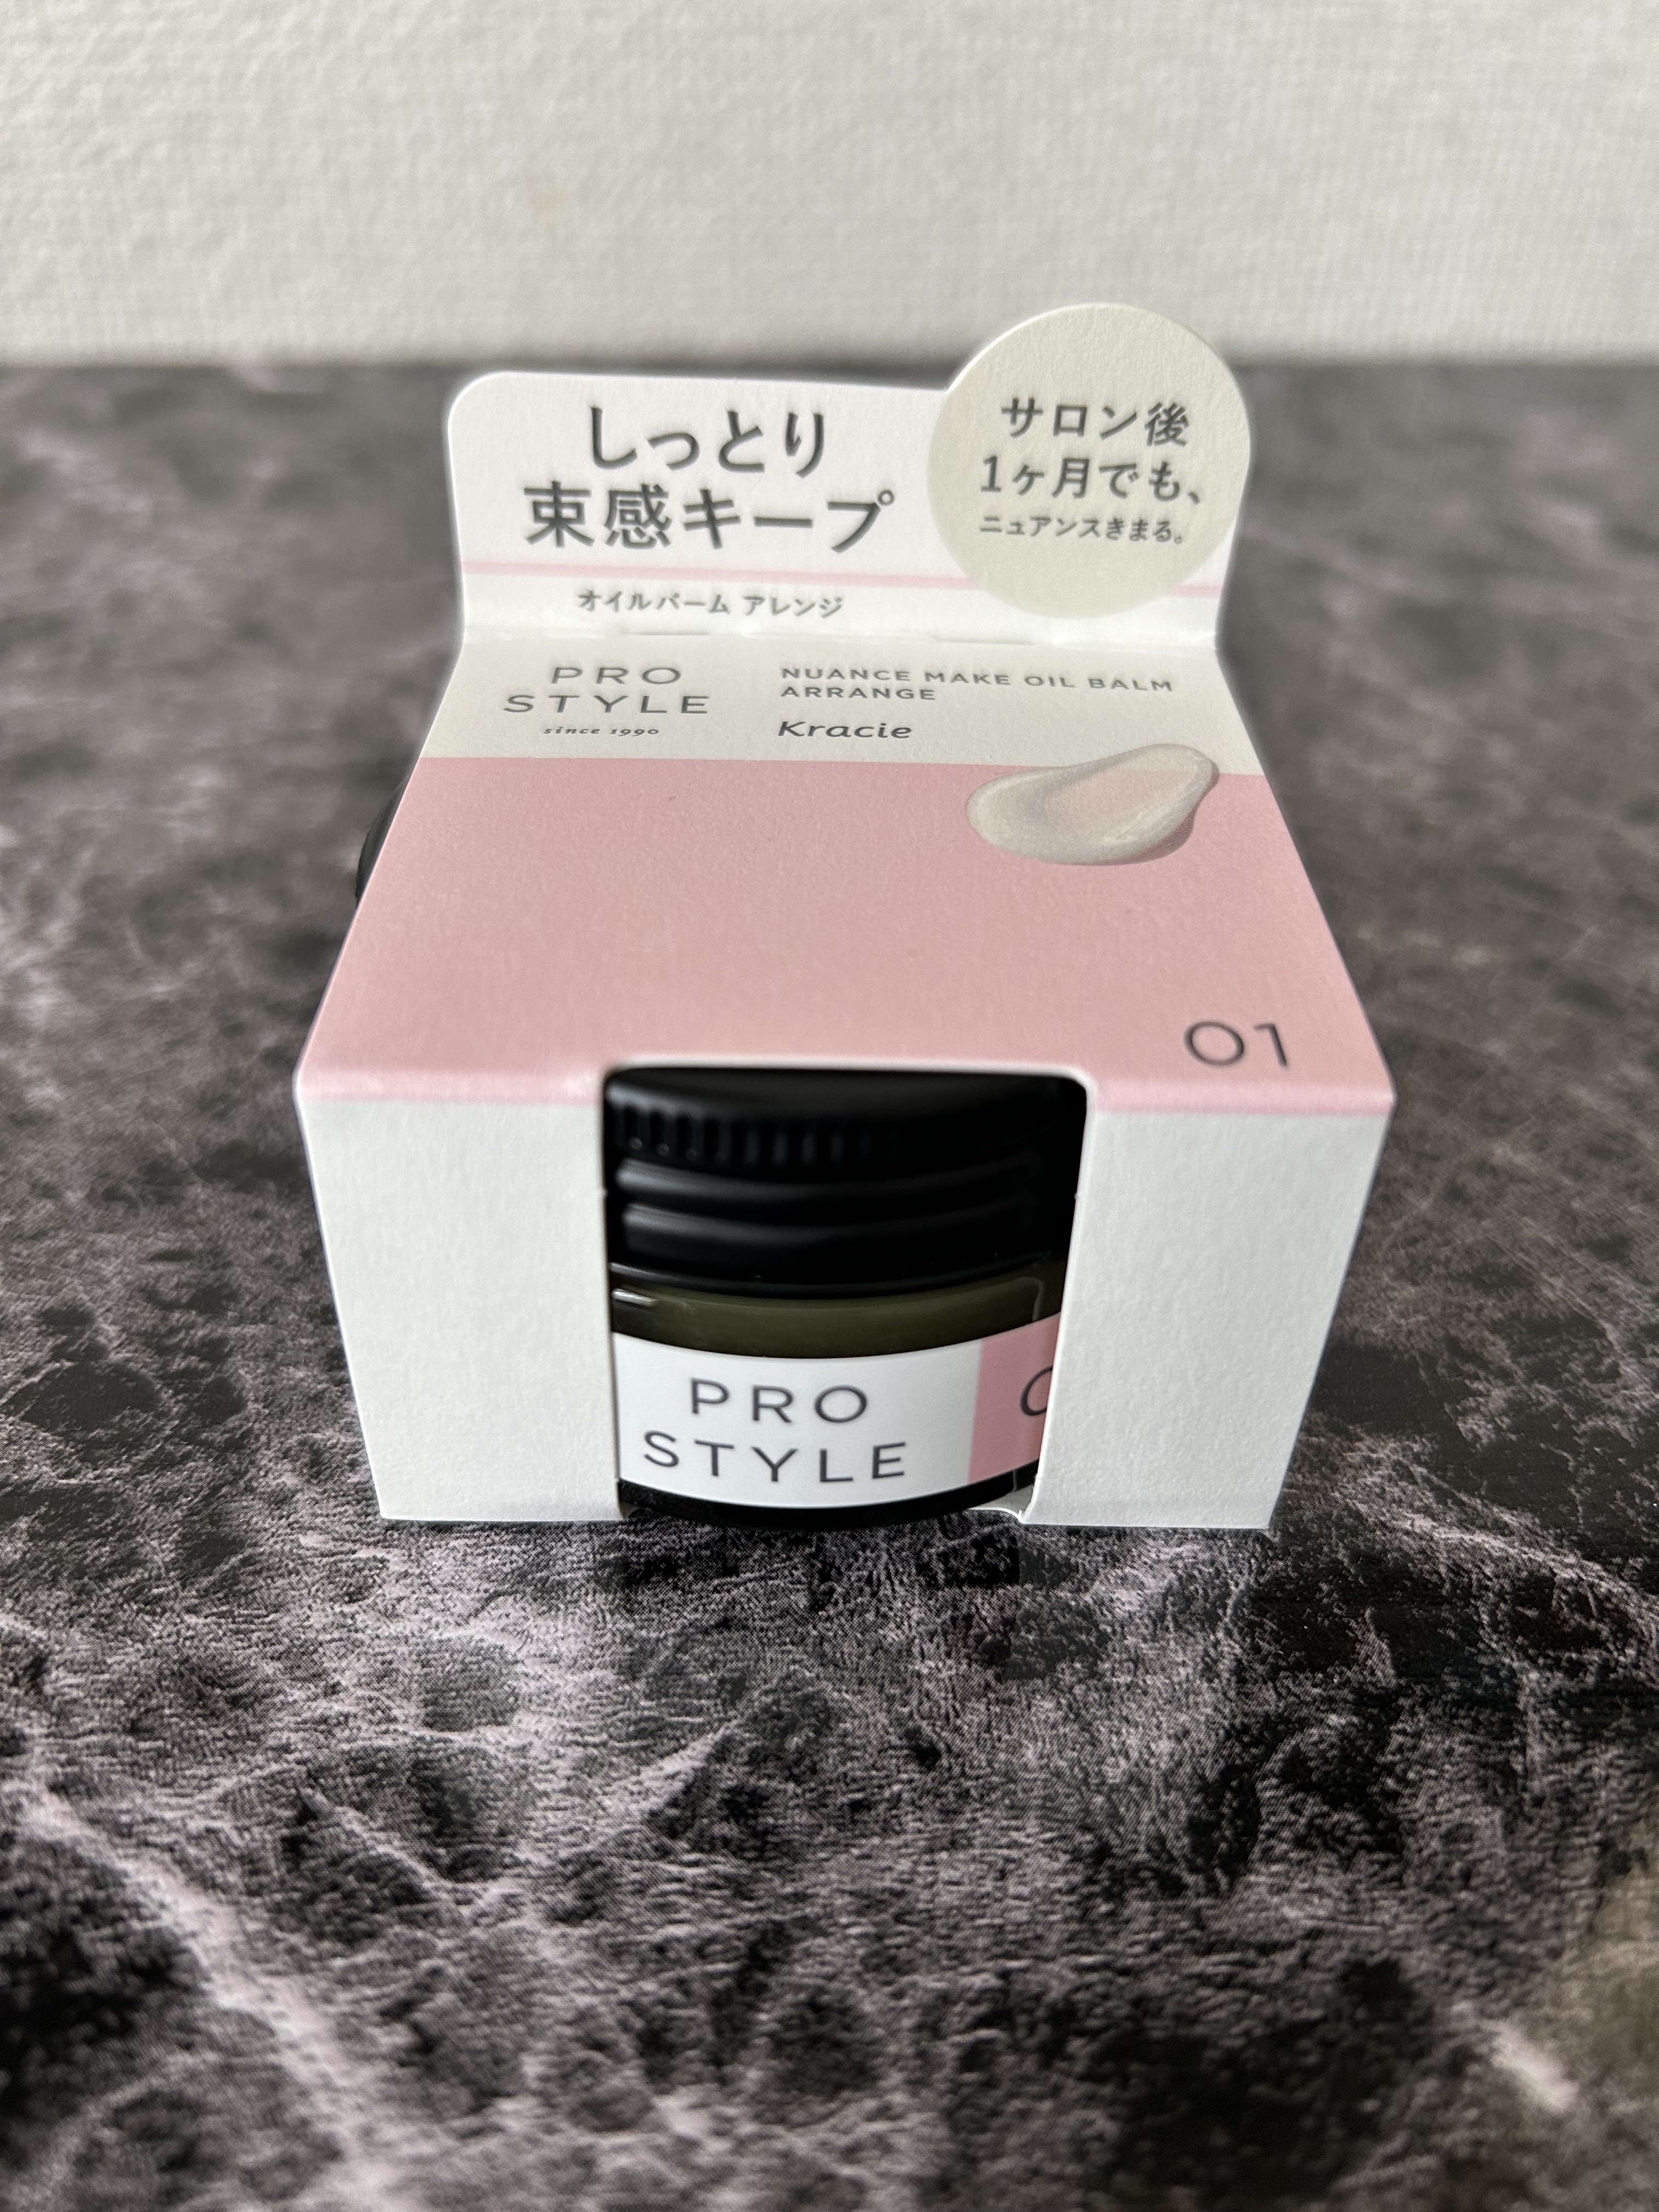 しっとり
束感キープ
サロン後
1ヶ月でも、
ニュアンスきまる。
オイルバーム アレンジ
PRO
STYLE
since 1990
NUANCE MAKE OIL BALM
ARRANGE
Kracie
01
PRO
STYLE